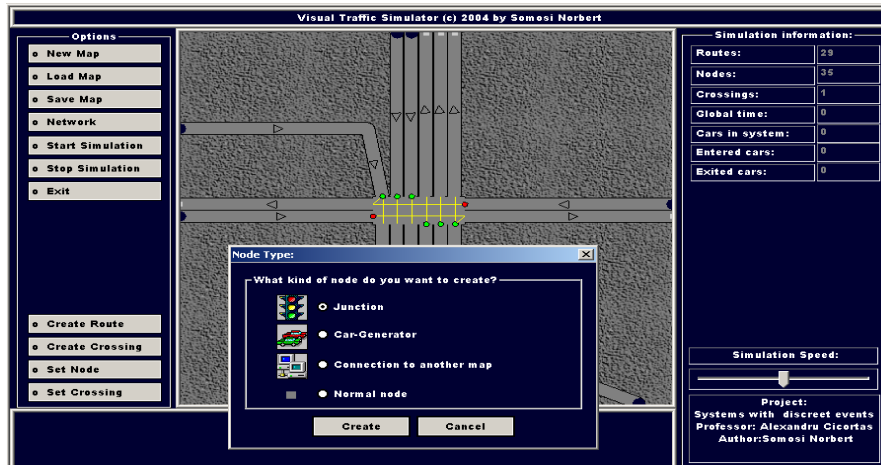 Visual Traffic Simulator (c) 2004 by Somosi Norbert
Options
New Map
Load Map
Save Map
Network
Start Simulation
Stop Simulation
Exit
Create Route
Create Crossing
Set Node
Set Crossing
Node Type:
What kind of node do you want to create?
Junction
Car-Generator
Connection to another map
Normal node
Create Cancel
Simulation information:
Routes: 29
Nodes: 35
Crossings: 1
Global time: 0
Cars in system: 0
Entered cars: 0
Exited cars: 0
Simulation Speed:
Project:
Systems with discreet events
Professor: Alexandru Cicortas
Author:Somosi Norbert